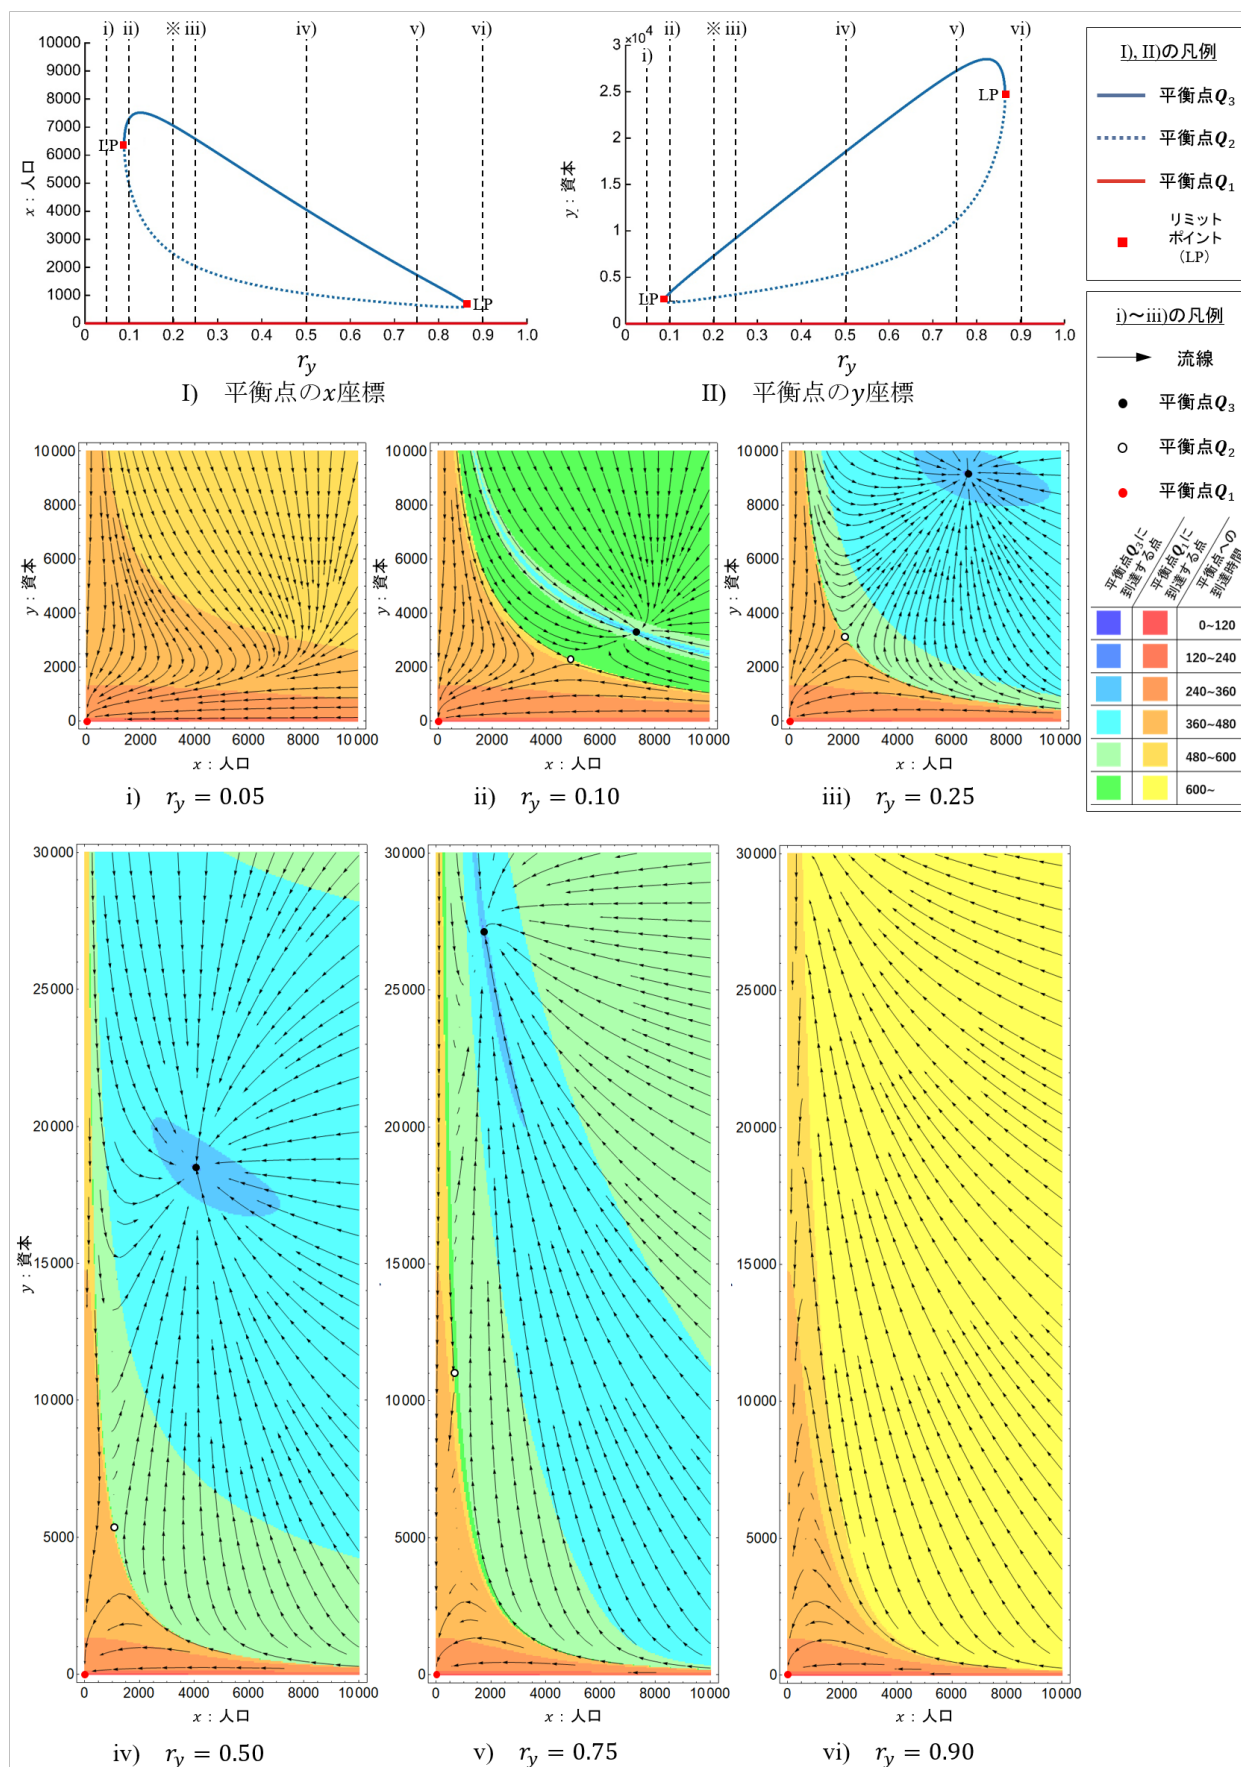 i) ii) ※ iii) iv) v) vi)
10000
9000
8000
7000
6000
5000
4000
3000
2000
1000
0
x：人口
LP
LP
0 0.1 0.2 0.3 0.4 0.5 0.6 0.7 0.8 0.9 1.0
r_y
I) 平衡点のx座標
i) ii) ※ iii) iv) v) vi)
3 ×10⁴
2.5
2
1.5
1
0.5
0
y：資本
LP
LP
0 0.1 0.2 0.3 0.4 0.5 0.6 0.7 0.8 0.9 1.0
r_y
II) 平衡点のy座標
I), II)の凡例
平衡点Q₃
平衡点Q₂
平衡点Q₁
リミット
ポイント
（LP）
i)～iii)の凡例
流線
平衡点Q₃
平衡点Q₂
平衡点Q₁
平衡点Q₃に
到達する点
平衡点Q₁に
到達する点
平衡点への
到達時間
0~120
120~240
240~360
360~480
480~600
600~
10000
8000
6000
4000
2000
0
y：資本
0 2000 4000 6000 8000 10000
x：人口
i) r_y = 0.05
10000
8000
6000
4000
2000
0
y：資本
0 2000 4000 6000 8000 10000
x：人口
ii) r_y = 0.10
10000
8000
6000
4000
2000
0
y：資本
0 2000 4000 6000 8000 10000
x：人口
iii) r_y = 0.25
30000
25000
20000
15000
10000
5000
0
y：資本
0 2000 4000 6000 8000 10000
x：人口
iv) r_y = 0.50
30000
25000
20000
15000
10000
5000
0
0 2000 4000 6000 8000 10000
x：人口
v) r_y = 0.75
30000
25000
20000
15000
10000
5000
0
0 2000 4000 6000 8000 10000
x：人口
vi) r_y = 0.90